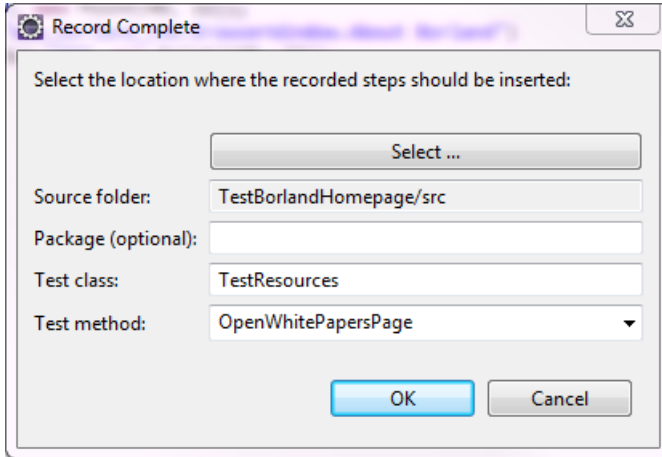 Record Complete
Select the location where the recorded steps should be inserted:
Select ...
Source folder: TestBorlandHomepage/src
Package (optional):
Test class: TestResources
Test method: OpenWhitePapersPage
OK Cancel